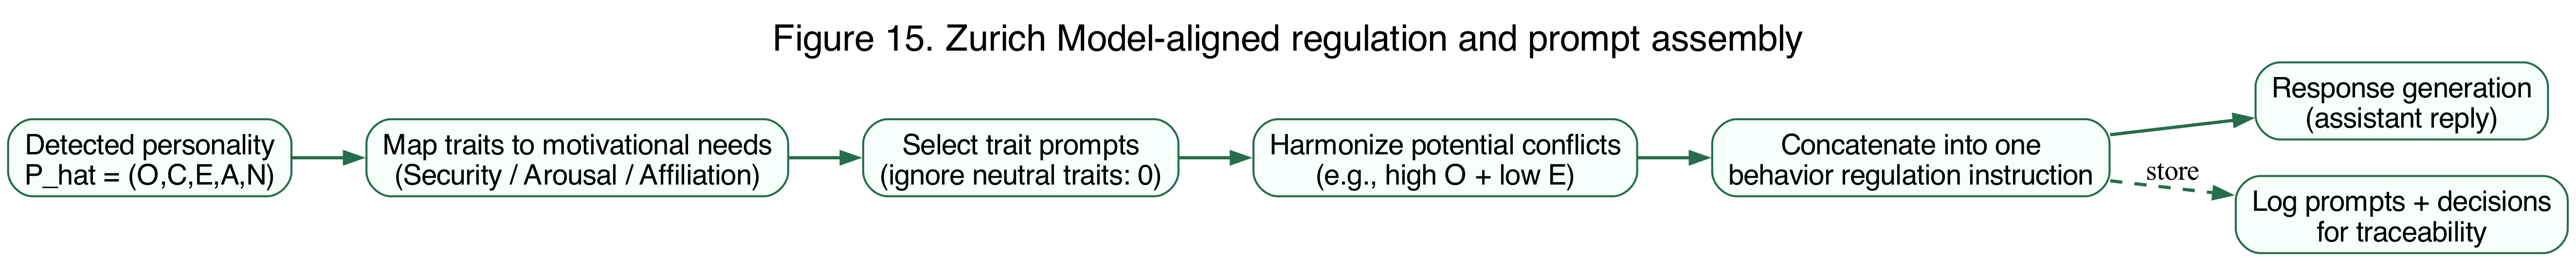 Figure 15. Zurich Model-aligned regulation and prompt assembly
Detected personality
P_hat = (O,C,E,A,N)
Map traits to motivational needs
(Security / Arousal / Affiliation)
Select trait prompts
(ignore neutral traits: 0)
Harmonize potential conflicts
(e.g., high O + low E)
Concatenate into one
behavior regulation instruction
Response generation
(assistant reply)
store
Log prompts + decisions
for traceability